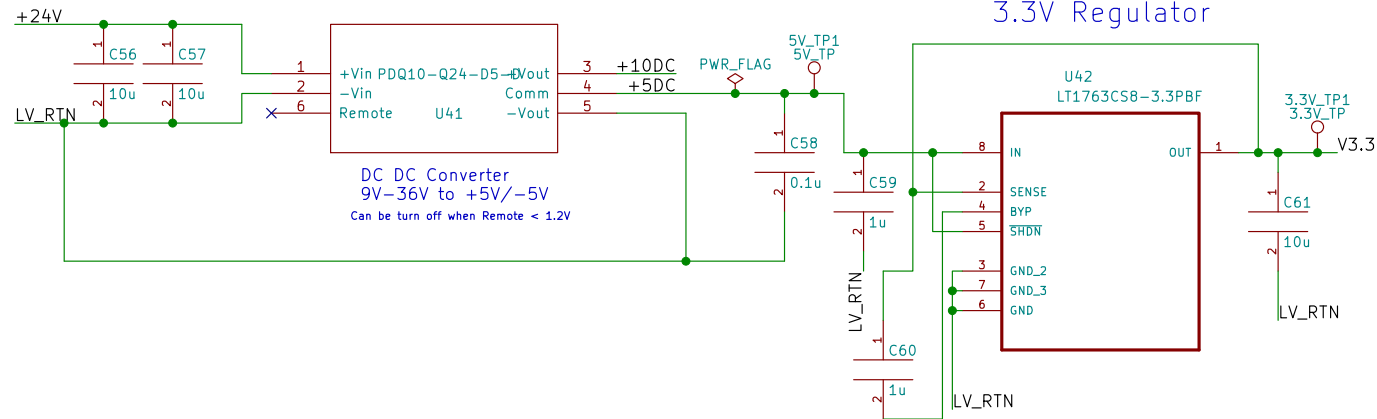 3.3V Regulator
+24V
1
C56
10u
2
1
C57
10u
2
LV_RTN
1
2
6
+Vin
PDQ10-Q24-D5-D
+Vout
-Vin
Comm
Remote
U41
-Vout
3
4
5
+10DC
+5DC
DC DC Converter
9V-36V to +5V/-5V
Can be turn off when Remote < 1.2V
PWR_FLAG
5V_TP1
5V_TP
1
C58
0.1u
2
1
C59
1u
2
LV_RTN
1
C60
1u
2
U42
LT1763CS8-3.3PBF
8
IN
2
SENSE
4
BYP
5
SHDN
3
GND_2
7
GND_3
6
GND
OUT
1
LV_RTN
3.3V_TP1
3.3V_TP
V3.3
1
C61
10u
2
LV_RTN